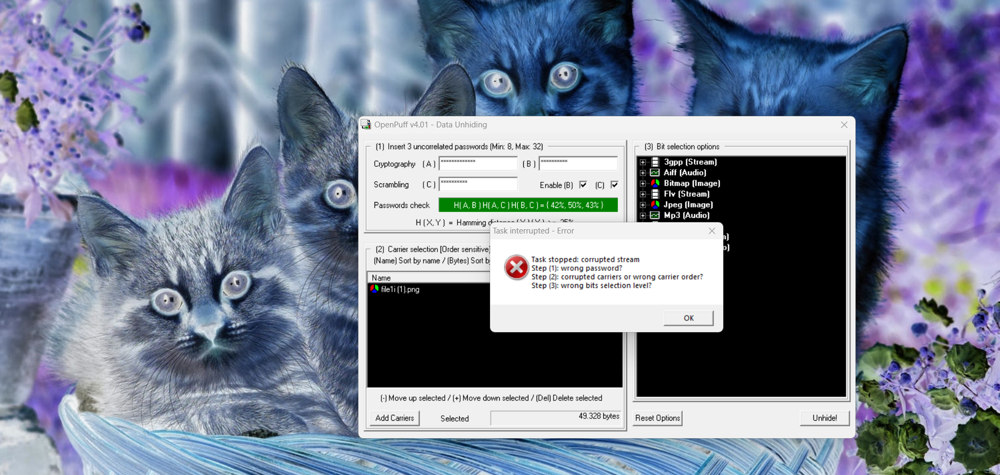 OpenPuff v4.01 - Data Unhiding
(1) Insert 3 uncorrelated passwords (Min: 8, Max: 32)
Cryptography (A) ************* (B) **********
Scrambling (C) ********** Enable (B) (C)
Passwords check H( A, B ) H( A, C ) H( B, C ) = { 42%, 50%, 43% }
H ( X, Y ) = Hamming distance ( X ) ( Y ) >= 25%
(2) Carrier selection [Order sensitive]
(Name) Sort by name / (Bytes) Sort by
Name
file1i (1).png
(-) Move up selected / (+) Move down selected / (Del) Delete selected
Add Carriers Selected 49.328 bytes
(3) Bit selection options
3gpp (Stream)
Aiff (Audio)
Bitmap (Image)
Flv (Stream)
Jpeg (Image)
Mp3 (Audio)
Reset Options Unhide!
Task interrupted - Error
Task stopped: corrupted stream
Step (1): wrong password?
Step (2): corrupted carriers or wrong carrier order?
Step (3): wrong bits selection level?
OK